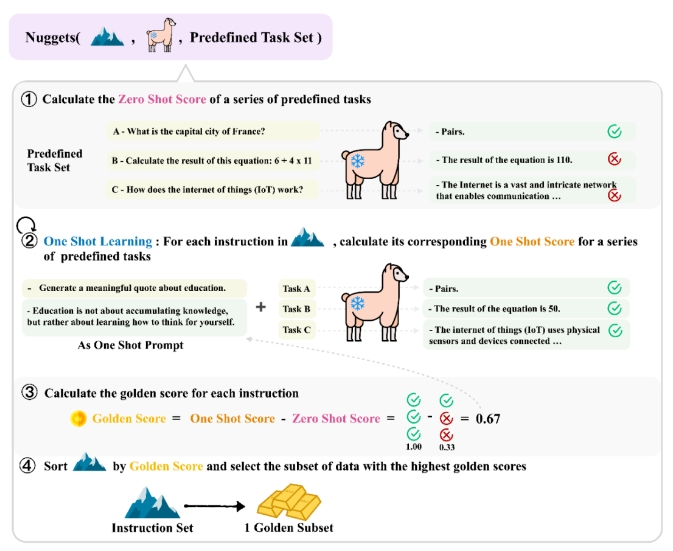 Nuggets( , , Predefined Task Set )
① Calculate the Zero Shot Score of a series of predefined tasks
Predefined
Task Set
A - What is the capital city of France?
B - Calculate the result of this equation: 6 + 4 x 11
C - How does the internet of things (IoT) work?
- Pairs.
- The result of the equation is 110.
- The Internet is a vast and intricate network
that enables communication ...
② One Shot Learning : For each instruction in , calculate its corresponding One Shot Score for a series
of predefined tasks
- Generate a meaningful quote about education.
- Education is not about accumulating knowledge,
but rather about learning how to think for yourself.
As One Shot Prompt
+
Task A
Task B
Task C
- Pairs.
- The result of the equation is 50.
- The internet of things (IoT) uses physical
sensors and devices connected ...
③ Calculate the golden score for each instruction
Golden Score = One Shot Score - Zero Shot Score = - = 0.67
1.00 0.33
④ Sort by Golden Score and select the subset of data with the highest golden scores
Instruction Set 1 Golden Subset